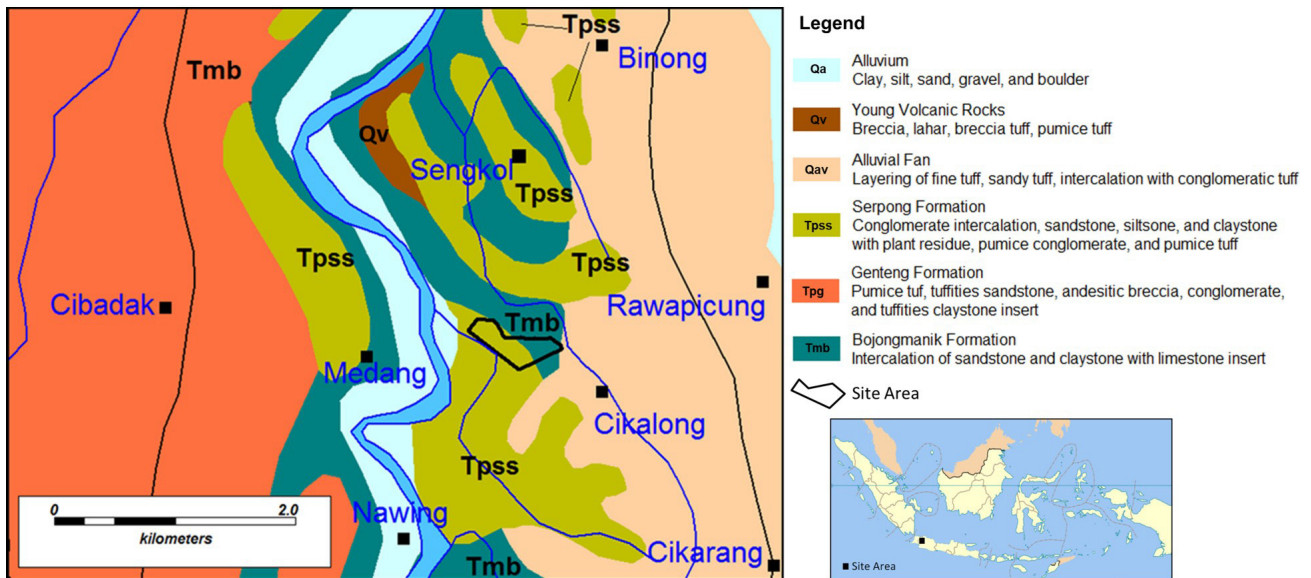 Tpss
Binong
Tmb
Qv
Sengkol
Tpss
Tpss
Tpss
Cibadak
Rawapicung
Tmb
Medang
Cikalong
Tpss
0 2.0
kilometers
Nawing
Cikarang
Tmb
Legend
Qa Alluvium
Clay, silt, sand, gravel, and boulder
Qv Young Volcanic Rocks
Breccia, lahar, breccia tuff, pumice tuff
Qav Alluvial Fan
Layering of fine tuff, sandy tuff, intercalation with conglomeratic tuff
Tpss Serpong Formation
Conglomerate intercalation, sandstone, siltsone, and claystone
with plant residue, pumice conglomerate, and pumice tuff
Tpg Genteng Formation
Pumice tuf, tuffities sandstone, andesitic breccia, conglomerate,
and tuffities claystone insert
Tmb Bojongmanik Formation
Intercalation of sandstone and claystone with limestone insert
Site Area
Site Area